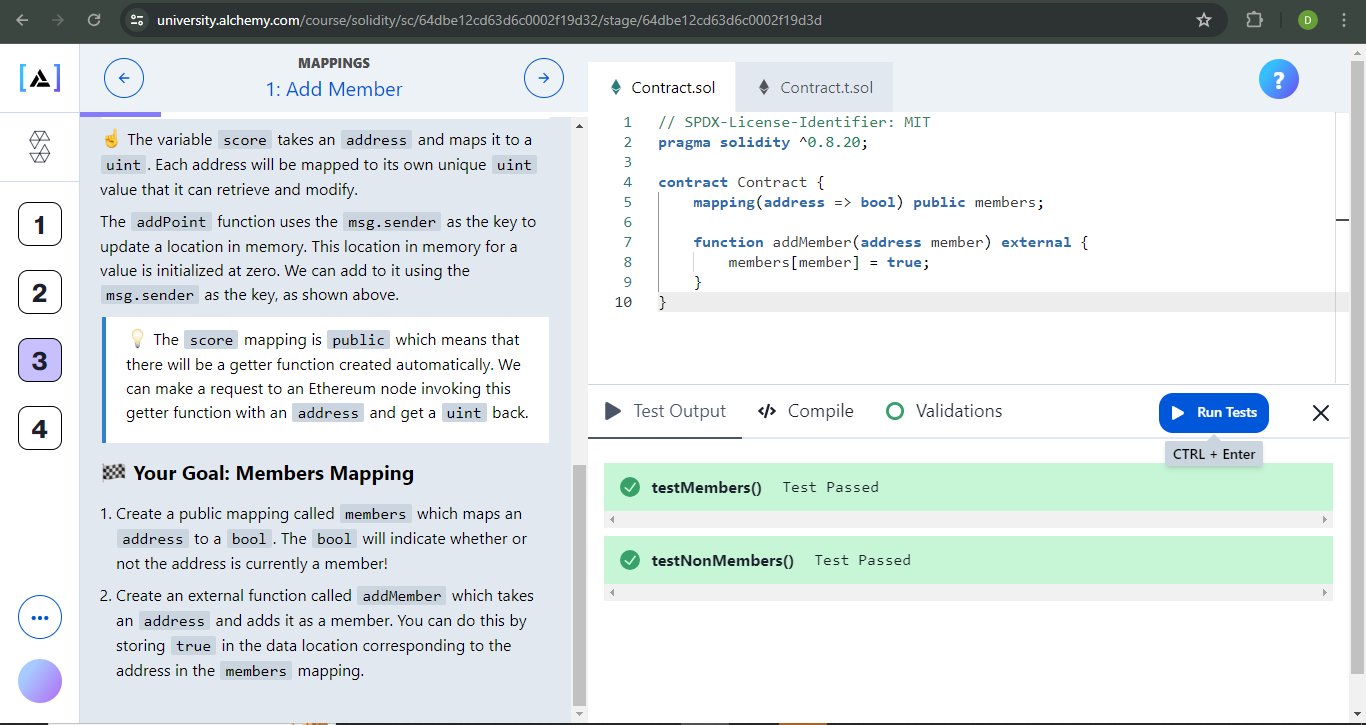 university.alchemy.com/course/solidity/sc/64dbe12cd63d6c0002f19d32/stage/64dbe12cd63d6c0002f19d3d
D
MAPPINGS
1: Add Member
1
2
3
4
☝ The variable score takes an address and maps it to a
uint . Each address will be mapped to its own unique uint
value that it can retrieve and modify.
The addPoint function uses the msg.sender as the key to
update a location in memory. This location in memory for a
value is initialized at zero. We can add to it using the
msg.sender as the key, as shown above.
💡 The score mapping is public which means that
there will be a getter function created automatically. We
can make a request to an Ethereum node invoking this
getter function with an address and get a uint back.
🏁 Your Goal: Members Mapping
1. Create a public mapping called members which maps an
address to a bool . The bool will indicate whether or
not the address is currently a member!
2. Create an external function called addMember which takes
an address and adds it as a member. You can do this by
storing true in the data location corresponding to the
address in the members mapping.
Contract.sol
Contract.t.sol
?
1 // SPDX-License-Identifier: MIT
2 pragma solidity ^0.8.20;
3
4 contract Contract {
5 mapping(address => bool) public members;
6
7 function addMember(address member) external {
8 members[member] = true;
9 }
10 }
Test Output
</> Compile
Validations
Run Tests
CTRL + Enter
testMembers() Test Passed
testNonMembers() Test Passed